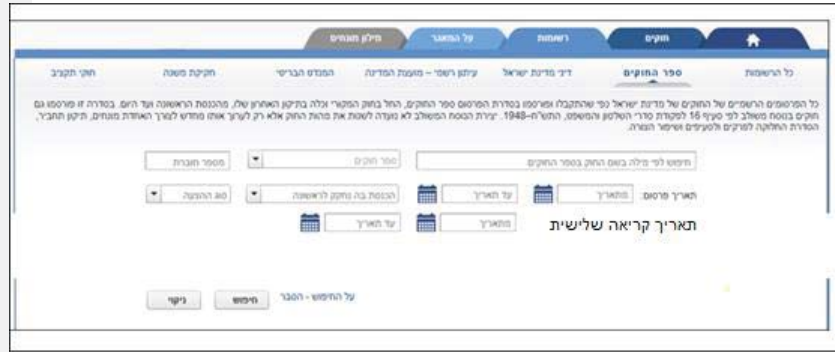 חוקים רשומות על המאגר מילון מונחים
כל הרשומות ספר החוקים דיני מדינת ישראל עיתון רשמי – מועצת המדינה המנדט הבריטי חקיקת משנה חוקי תקציב
כל הפרסומים הרשמיים של החוקים של מדינת ישראל כפי שהתקבלו ופורסמו בסדרת הפרסום ספר החוקים, החל בחוק המקורי וכלה בתיקון האחרון שלו, מהכנסת הראשונה ועד היום. בסדרה זו פורסמו גם
חוקים בנוסח משולב לפי סעיף 16 לפקודת סדרי השלטון והמשפט, התש"ח–1948. יצירת הנוסח המשולב לא נועדה לשנות את מהות החוק אלא רק לערוך אותו מחדש לצורך האחדת מונחים, תיקון תחביר,
הסדרת החלוקה לפרקים ולסעיפים ושיפור הצורה.
חיפוש לפי מילה בשם החוק בספר החוקים ספר חוקים מספר חוברת
תאריך פרסום: מתאריך עד תאריך הכנסת בה נחקק לראשונה סוג ההצעה
תאריך קריאה שלישית מתאריך עד תאריך
על החיפוש - הסבר חיפוש ניקוי